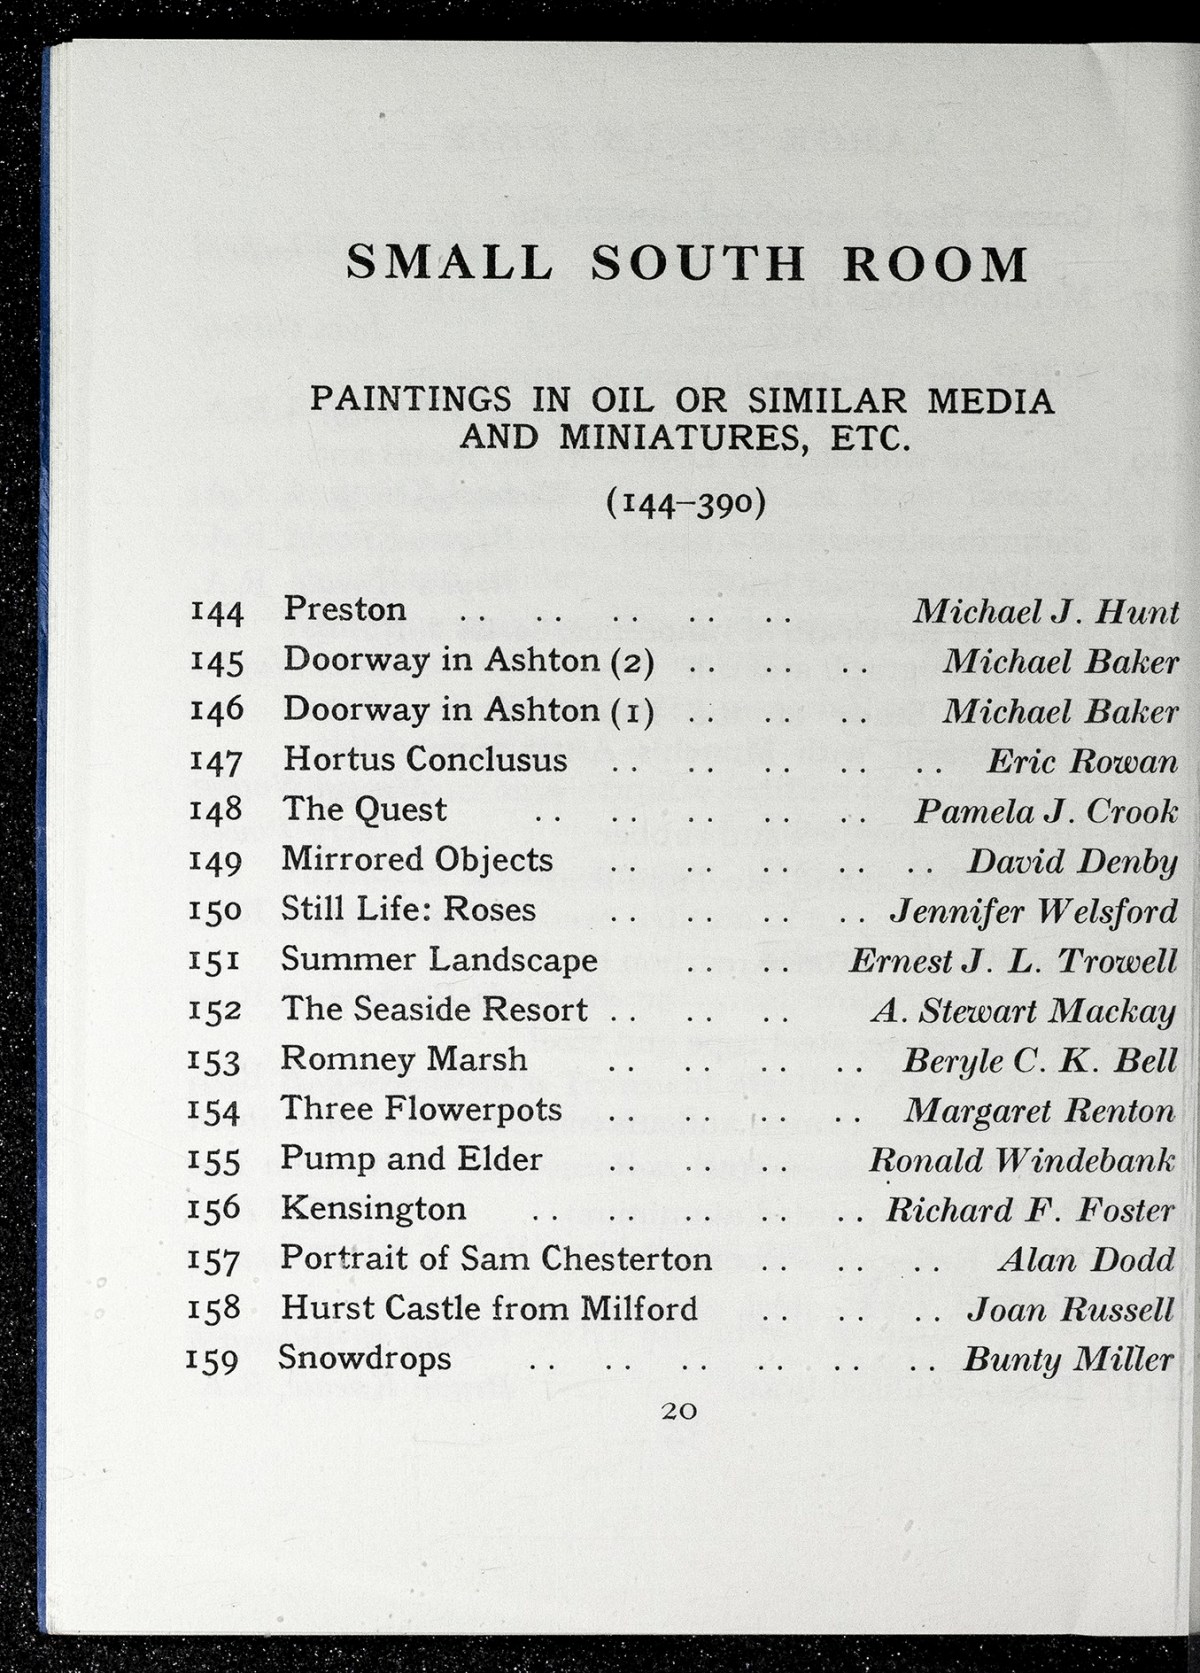 SMALL SOUTH ROOM
PAINTINGS IN OIL OR SIMILAR MEDIA
AND MINIATURES, ETC.
(144–390)
144 Preston .. .. .. .. .. Michael J. Hunt
145 Doorway in Ashton (2) .. .. .. Michael Baker
146 Doorway in Ashton (1) .. .. .. Michael Baker
147 Hortus Conclusus .. .. .. .. .. Eric Rowan
148 The Quest .. .. .. .. .. Pamela J. Crook
149 Mirrored Objects .. .. .. .. .. David Denby
150 Still Life: Roses .. .. .. .. Jennifer Welsford
151 Summer Landscape .. .. Ernest J. L. Trowell
152 The Seaside Resort .. .. .. A. Stewart Mackay
153 Romney Marsh .. .. .. .. Beryle C. K. Bell
154 Three Flowerpots .. .. .. .. Margaret Renton
155 Pump and Elder .. .. .. Ronald Windebank
156 Kensington .. .. .. .. .. Richard F. Foster
157 Portrait of Sam Chesterton .. .. .. Alan Dodd
158 Hurst Castle from Milford .. .. .. Joan Russell
159 Snowdrops .. .. .. .. .. .. Bunty Miller
20